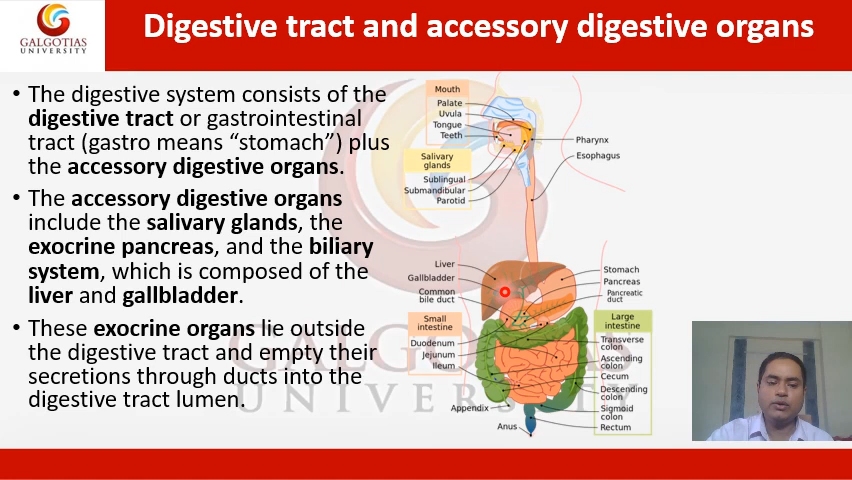 GALGOTIAS
UNIVERSITY
Digestive tract and accessory digestive organs
• The digestive system consists of the
digestive tract or gastrointestinal
tract (gastro means “stomach”) plus
the accessory digestive organs.
• The accessory digestive organs
include the salivary glands, the
exocrine pancreas, and the biliary
system, which is composed of the
liver and gallbladder.
• These exocrine organs lie outside
the digestive tract and empty their
secretions through ducts into the
digestive tract lumen.
Mouth
Palate
Uvula
Tongue
Teeth
Salivary
glands
Sublingual
Submandibular
Parotid
Pharynx
Esophagus
Liver
Gallbladder
Common
bile duct
Small
intestine
Duodenum
Jejunum
Ileum
Appendix
Anus
Stomach
Pancreas
Pancreatic
duct
Large
intestine
Transverse
colon
Ascending
colon
Cecum
Descending
colon
Sigmoid
colon
Rectum
GALGOTIAS
UNIVERSITY